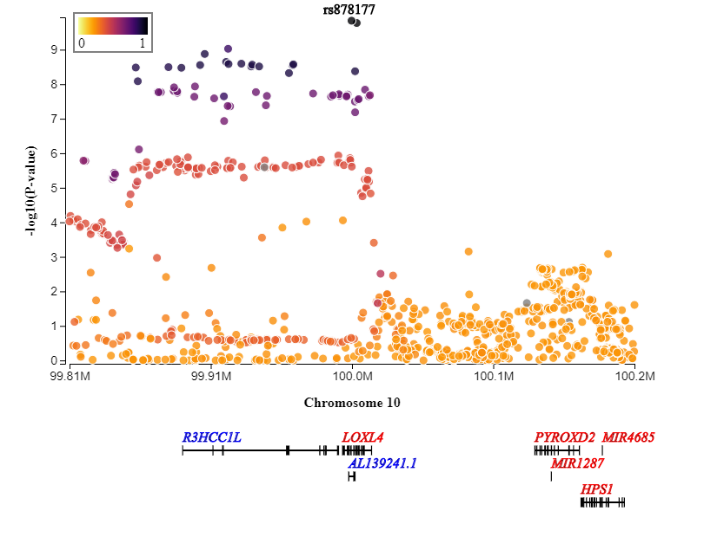 rs878177
0 1
9
8
7
6
5
4
3
2
1
0
-log10(P-value)
99.81M 99.91M 100.0M 100.1M 100.2M
Chromosome 10
R3HCC1L LOXL4 PYROXD2 MIR4685
AL139241.1 MIR1287
HPS1